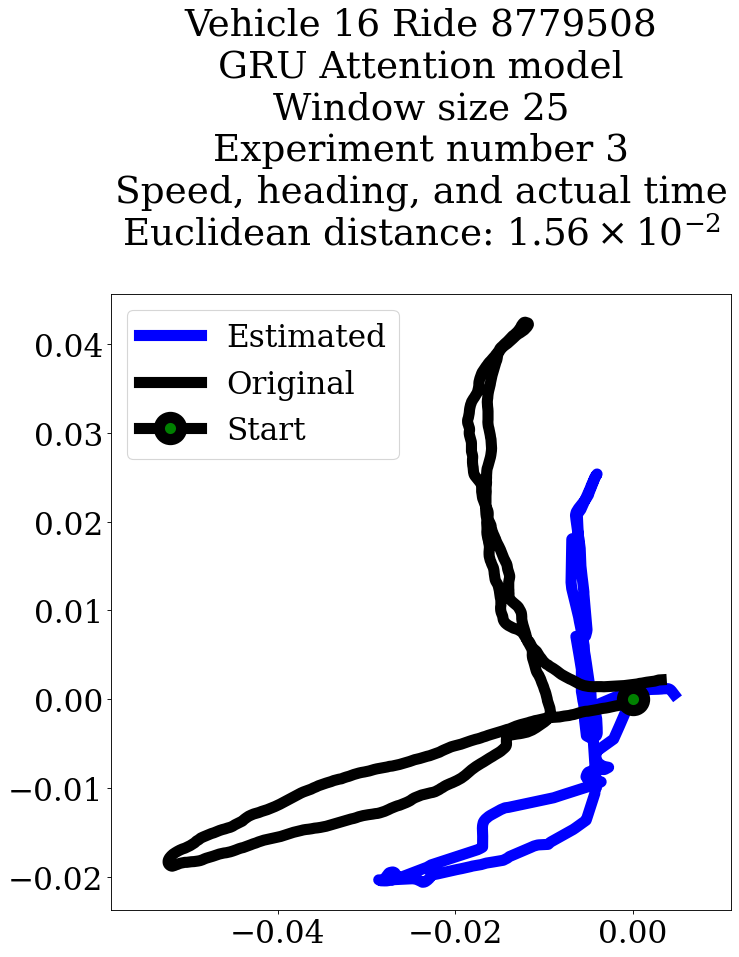 Vehicle 16 Ride 8779508
GRU Attention model
Window size 25
Experiment number 3
Speed, heading, and actual time
Euclidean distance: 1.56 × 10⁻²
Estimated
Original
Start
0.04
0.03
0.02
0.01
0.00
−0.01
−0.02
−0.04
−0.02
0.00